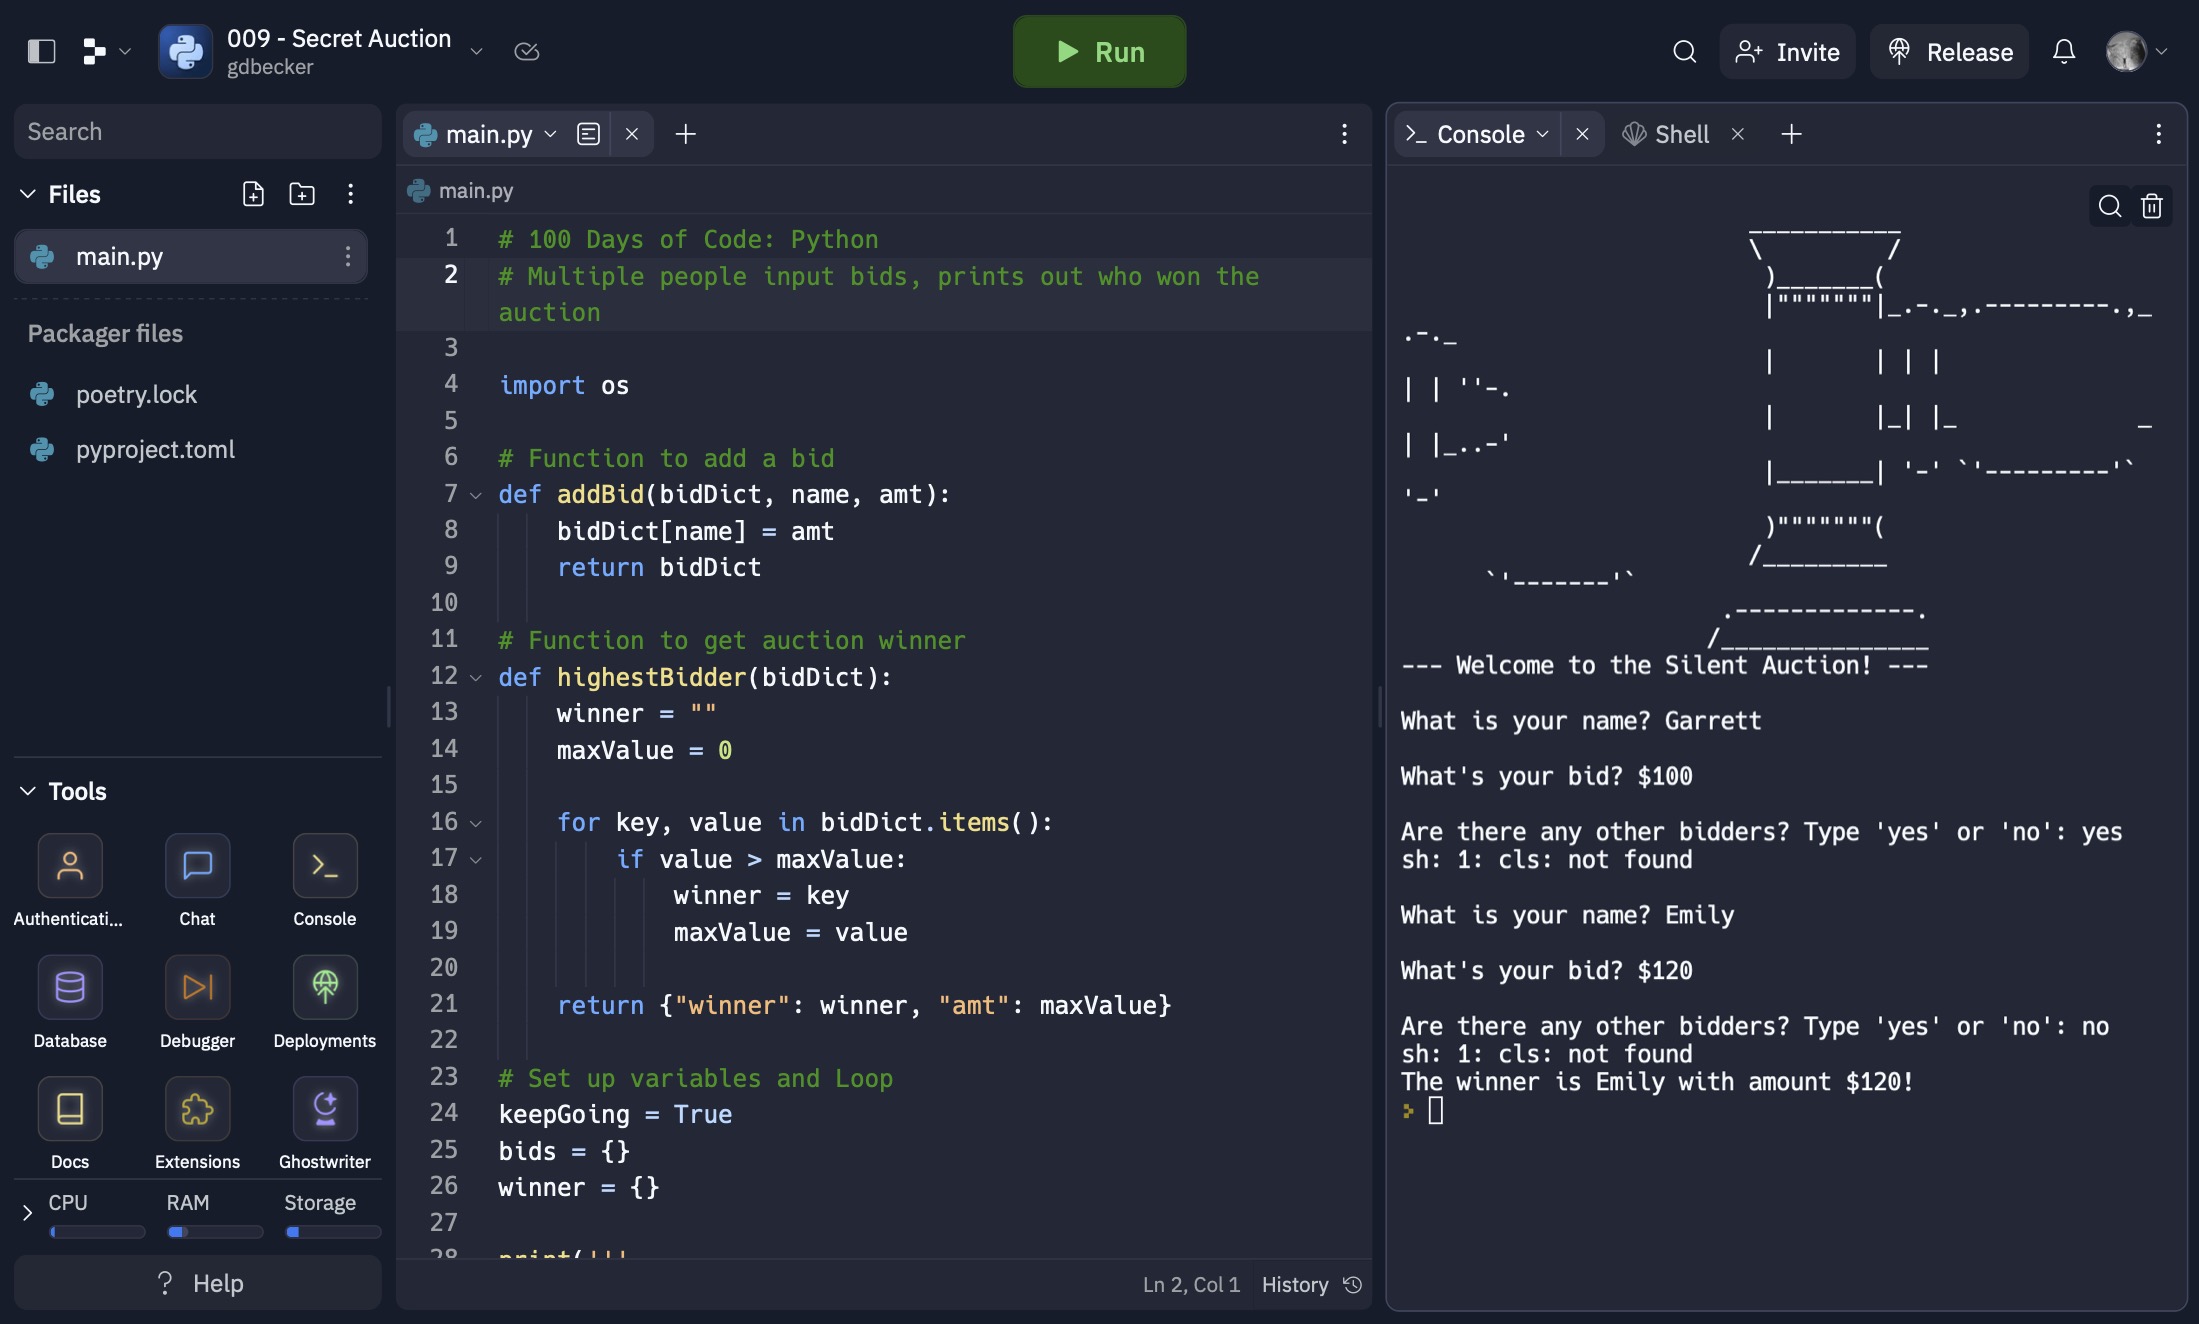 009 - Secret Auction
gdbecker
Run
Invite
Release
Search
Files
main.py
Packager files
poetry.lock
pyproject.toml
Tools
Authenticati...
Chat
Console
Database
Debugger
Deployments
Docs
Extensions
Ghostwriter
CPU
RAM
Storage
? Help
main.py
main.py
1 # 100 Days of Code: Python
2 # Multiple people input bids, prints out who won the
auction
3
4 import os
5
6 # Function to add a bid
7 def addBid(bidDict, name, amt):
8     bidDict[name] = amt
9     return bidDict
10
11 # Function to get auction winner
12 def highestBidder(bidDict):
13     winner = ""
14     maxValue = 0
15
16     for key, value in bidDict.items():
17         if value > maxValue:
18             winner = key
19             maxValue = value
20
21     return {"winner": winner, "amt": maxValue}
22
23 # Set up variables and Loop
24 keepGoing = True
25 bids = {}
26 winner = {}
27
28 print('''
Ln 2, Col 1
History
Console
Shell
--- Welcome to the Silent Auction! ---
What is your name? Garrett
What's your bid? $100
Are there any other bidders? Type 'yes' or 'no': yes
sh: 1: cls: not found
What is your name? Emily
What's your bid? $120
Are there any other bidders? Type 'yes' or 'no': no
sh: 1: cls: not found
The winner is Emily with amount $120!